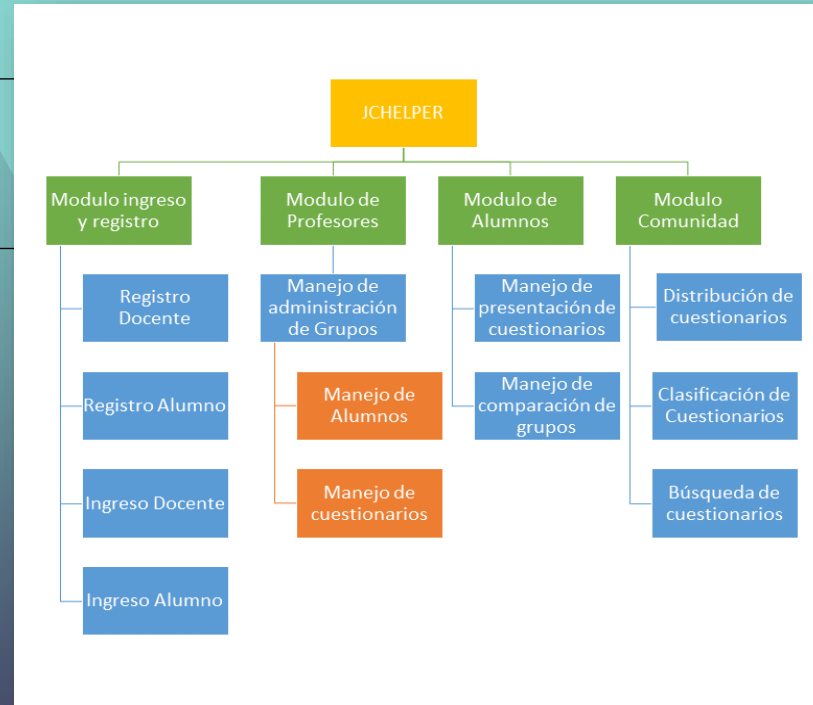 JCHELPER
Modulo ingreso
y registro
Modulo de
Profesores
Modulo de
Alumnos
Modulo
Comunidad
Registro
Docente
Registro Alumno
Ingreso Docente
Ingreso Alumno
Manejo de
administración
de Grupos
Manejo de
Alumnos
Manejo de
cuestionarios
Manejo de
presentación de
cuestionarios
Manejo de
comparación de
grupos
Distribución de
cuestionarios
Clasificación de
Cuestionarios
Búsqueda de
cuestionarios